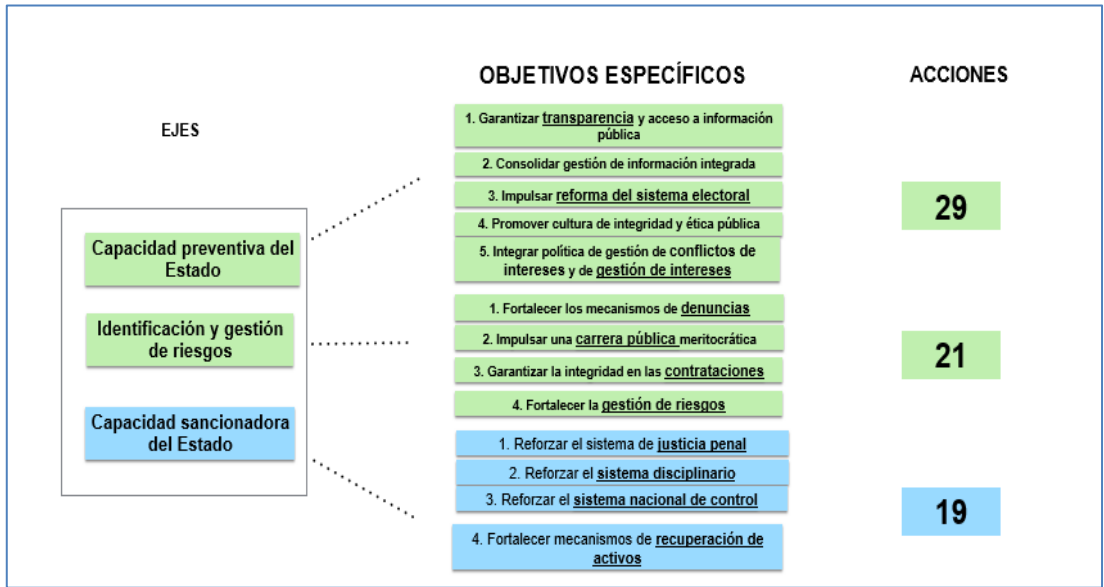 OBJETIVOS ESPECÍFICOS
ACCIONES
EJES
1. Garantizar transparencia y acceso a información
pública
2. Consolidar gestión de información integrada
3. Impulsar reforma del sistema electoral
4. Promover cultura de integridad y ética pública
5. Integrar política de gestión de conflictos de
intereses y de gestión de intereses
29
Capacidad preventiva del
Estado
1. Fortalecer los mecanismos de denuncias
2. Impulsar una carrera pública meritocrática
3. Garantizar la integridad en las contrataciones
4. Fortalecer la gestión de riesgos
21
Identificación y gestión
de riesgos
Capacidad sancionadora
del Estado
1. Reforzar el sistema de justicia penal
2. Reforzar el sistema disciplinario
3. Reforzar el sistema nacional de control
4. Fortalecer mecanismos de recuperación de
activos
19